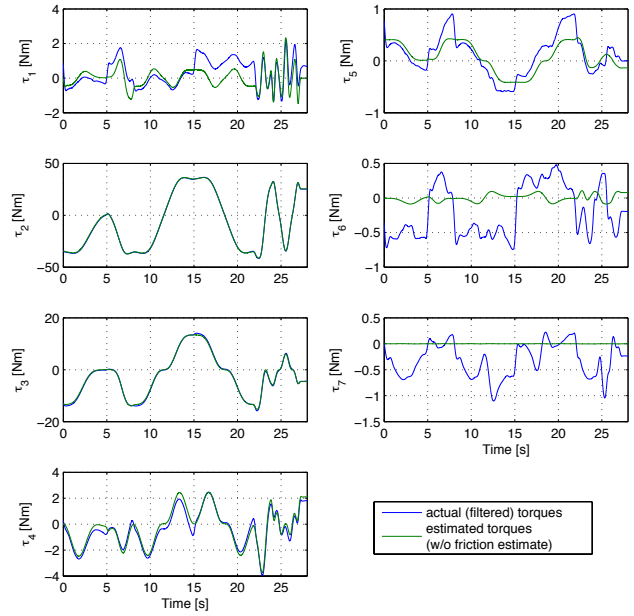 τ1 [Nm]
4
2
0
−2
0 5 10 15 20 25
τ2 [Nm]
50
0
−50
0 5 10 15 20 25
τ3 [Nm]
20
0
−20
0 5 10 15 20 25
τ4 [Nm]
4
2
0
−2
−4
0 5 10 15 20 25
Time [s]
τ5 [Nm]
1
0
−1
0 5 10 15 20 25
τ6 [Nm]
0.5
0
−0.5
−1
0 5 10 15 20 25
τ7 [Nm]
0.5
0
−0.5
−1
−1.5
0 5 10 15 20 25
Time [s]
actual (filtered) torques
estimated torques
(w/o friction estimate)